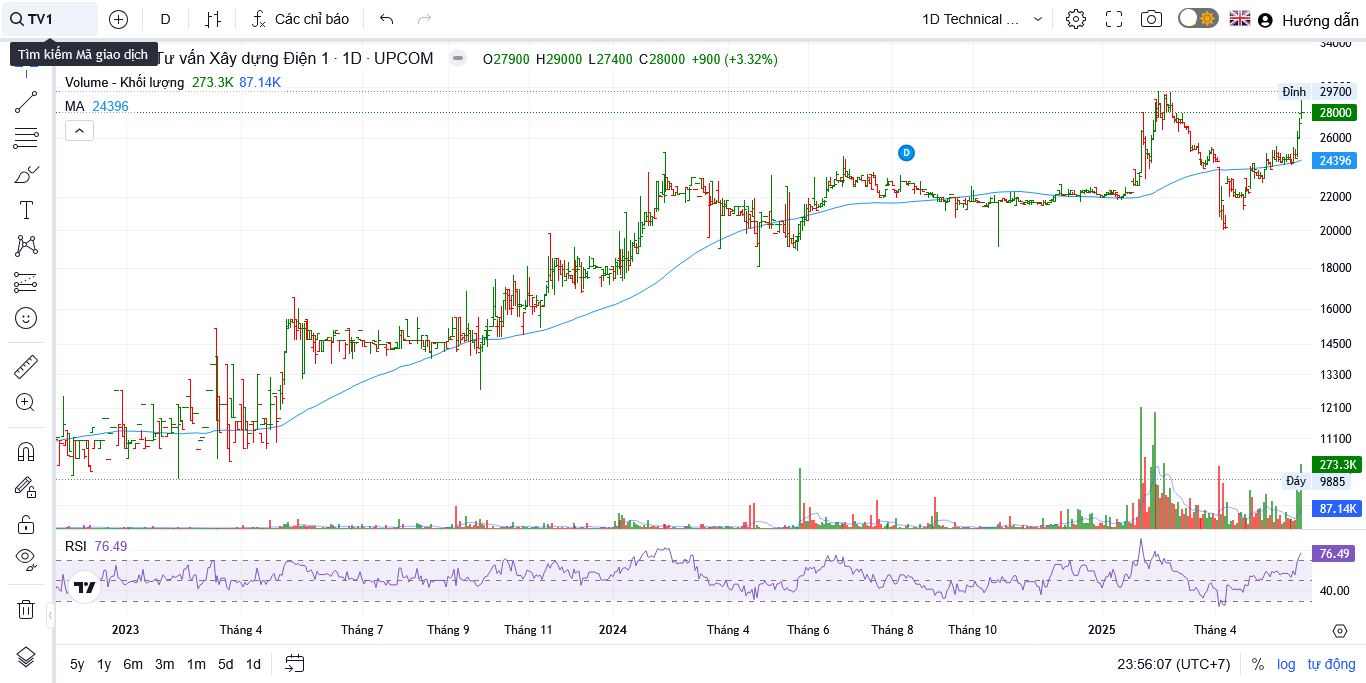 TV1
D
Các chỉ báo
1D Technical ...
Hướng dẫn
Tìm kiếm Mã giao dịch
Tư vấn Xây dựng Điện 1 · 1D · UPCOM
O27900 H29000 L27400 C28000 +900 (+3.32%)
Volume - Khối lượng 273.3K 87.14K
MA 24396
D
34000
Đỉnh 29700
28000
26000
24396
22000
20000
18000
16000
14500
13300
12100
11100
273.3K
Đáy 9885
87.14K
RSI 76.49
76.49
40.00
2023 Tháng 4 Tháng 7 Tháng 9 Tháng 11 2024 Tháng 4 Tháng 6 Tháng 8 Tháng 10 2025 Tháng 4
5y 1y 6m 3m 1m 5d 1d
23:56:07 (UTC+7) % log tự động